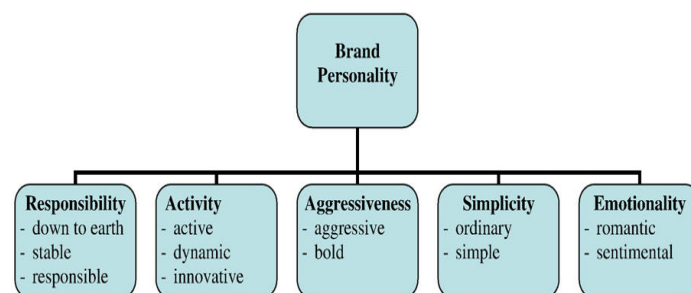 Brand
Personality
Responsibility
- down to earth
- stable
- responsible
Activity
- active
- dynamic
- innovative
Aggressiveness
- aggressive
- bold
Simplicity
- ordinary
- simple
Emotionality
- romantic
- sentimental